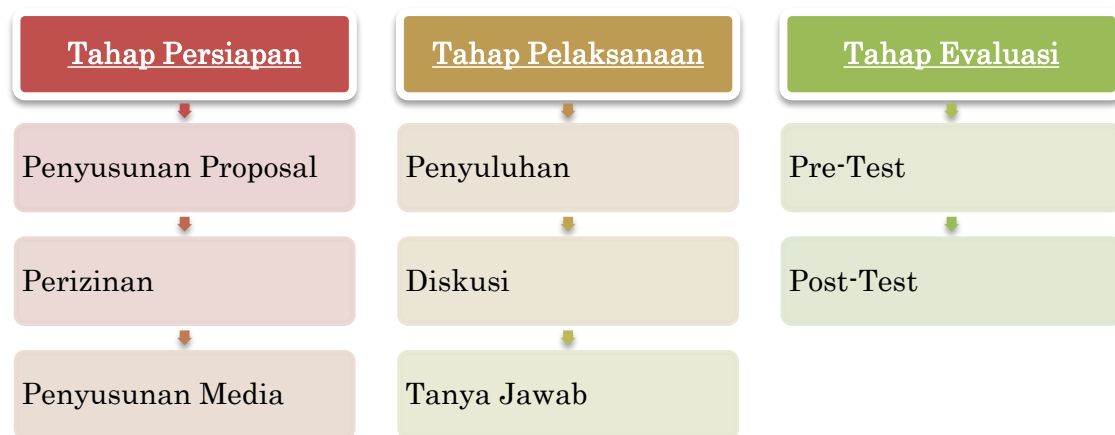 Tahap Persiapan
Penyusunan Proposal
Perizinan
Penyusunan Media
Tahap Pelaksanaan
Penyuluhan
Diskusi
Tanya Jawab
Tahap Evaluasi
Pre-Test
Post-Test